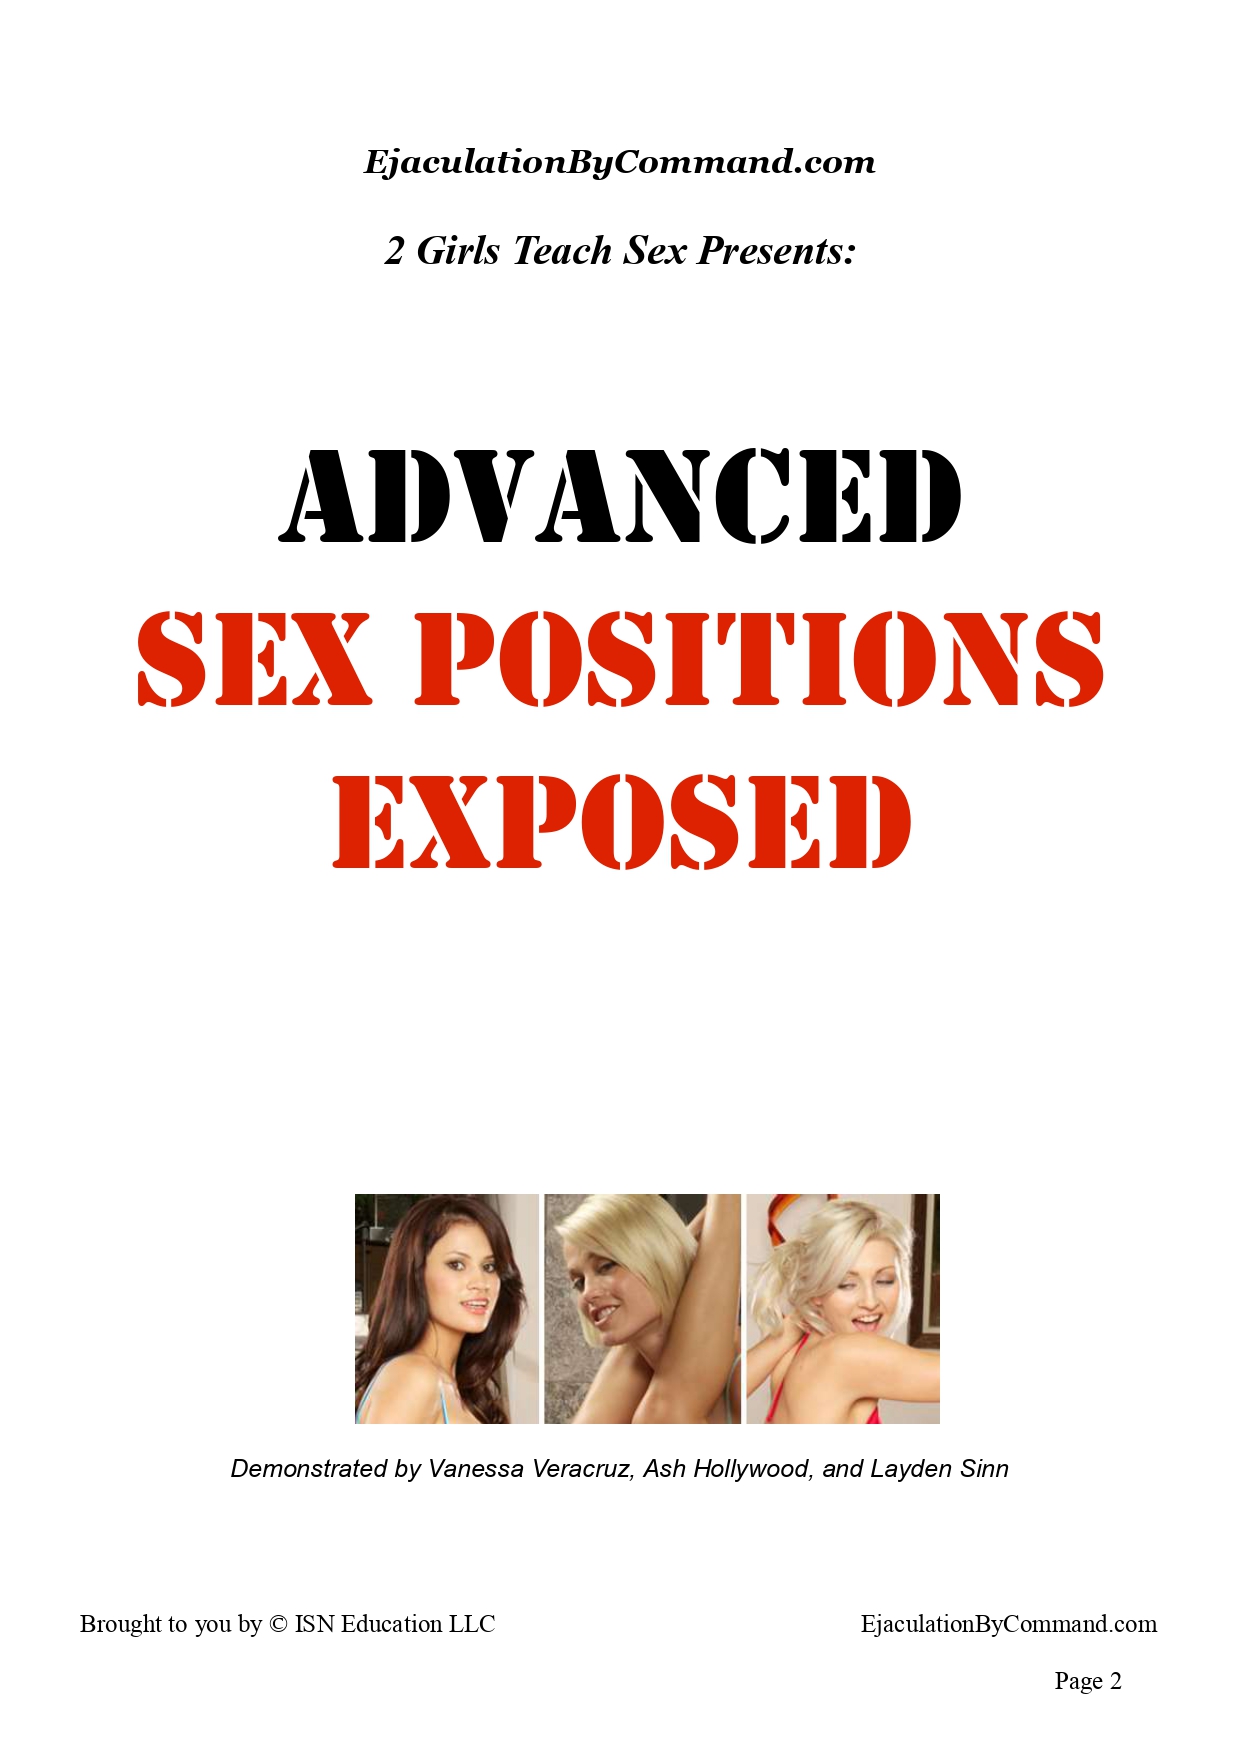 EjaculationByCommand.com
2 Girls Teach Sex Presents:
ADVANCED
SEX POSITIONS
EXPOSED
Demonstrated by Vanessa Veracruz, Ash Hollywood, and Layden Sinn
Brought to you by © ISN Education LLC EjaculationByCommand.com
Page 2